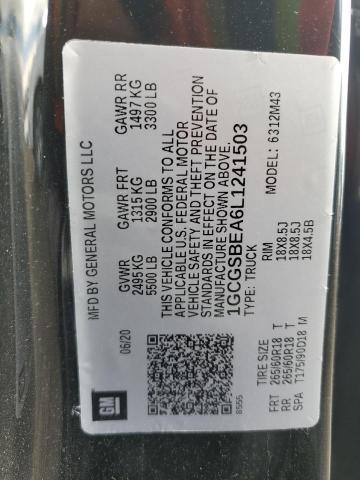 MFD BY GENERAL MOTORS LLC
06/20
GVWR
2495 KG
5500 LB
GAWR FRT
1315 KG
2900 LB
GAWR RR
1497 KG
3300 LB
THIS VEHICLE CONFORMS TO ALL
APPLICABLE U.S. FEDERAL MOTOR
VEHICLE SAFETY AND THEFT PREVENTION
STANDARDS IN EFFECT ON THE DATE OF
MANUFACTURE SHOWN ABOVE.
1GCGSBEA6L1241503
TYPE: TRUCK
MODEL: 6312M43
GM
8555
TIRE SIZE RIM
FRT 265/60R18 T 18X8.5J
RR 265/60R18 T 18X8.5J
SPA T175/90D18 M 18X4.5B